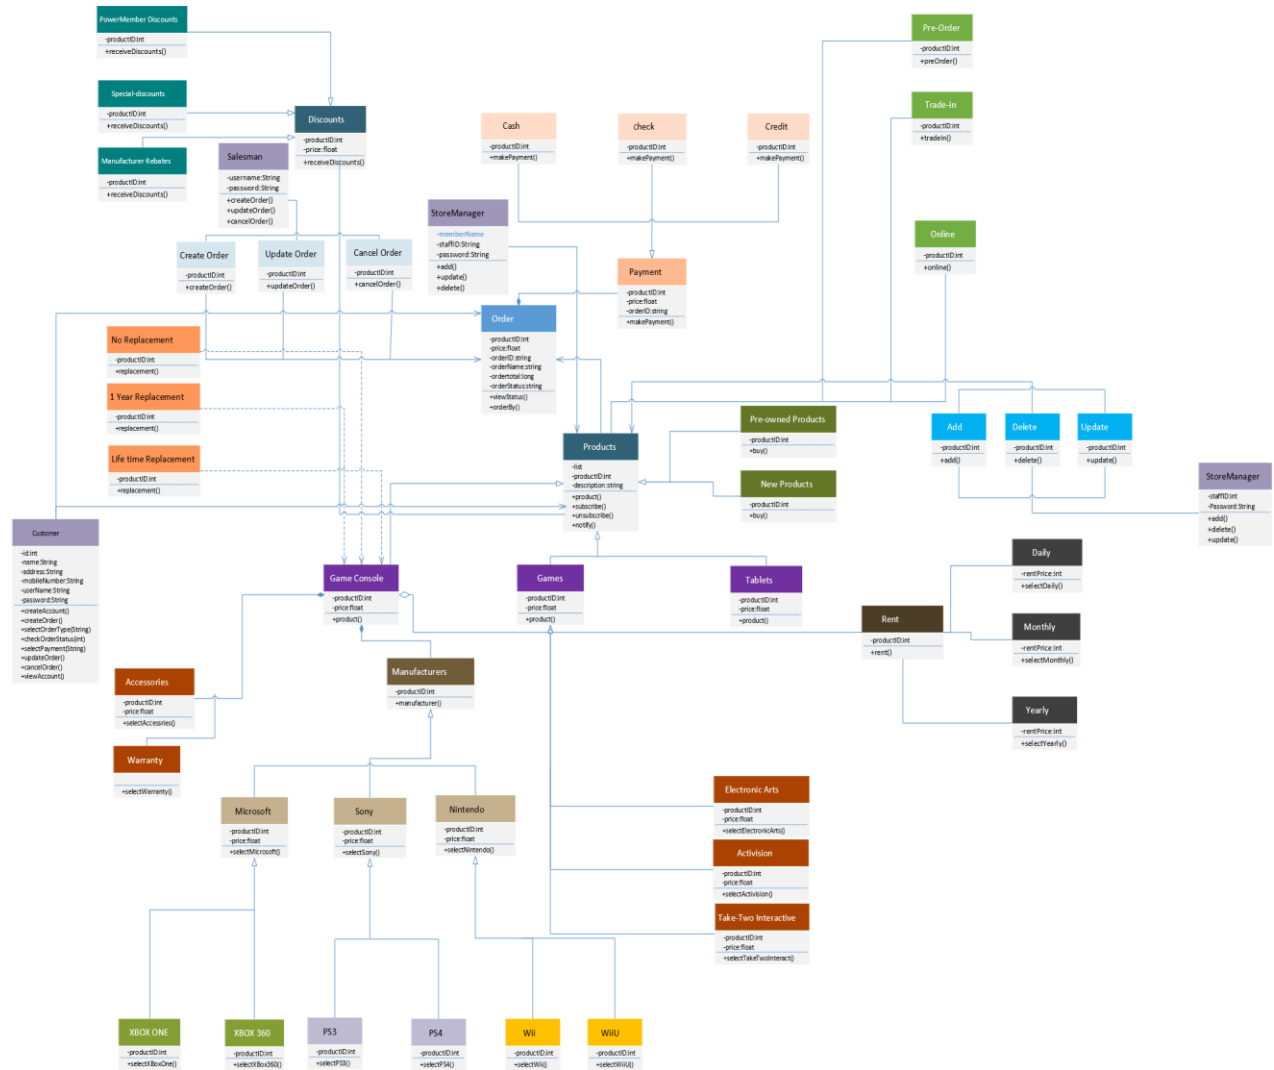 PowerMember Discounts
-productID:int
+receiveDiscounts()
Special-discounts
-productID:int
+receiveDiscounts()
Manufacturer Rebates
-productID:int
+receiveDiscounts()
Discounts
-productID:int
-price:float
+receiveDiscounts()
Salesman
-username:String
-password:String
+createOrder()
+updateOrder()
+cancelOrder()
Create Order
-productID:int
+createOrder()
Update Order
-productID:int
+updateOrder()
Cancel Order
-productID:int
+cancelOrder()
StoreManager
-memberName
-staffID:String
-password:String
+add()
+update()
+delete()
Cash
-productID:int
+makePayment()
check
-productID:int
+makePayment()
Credit
-productID:int
+makePayment()
Payment
-productID:int
-price:float
-orderID:string
+makePayment()
Pre-Order
-productID:int
+preOrder()
Trade-in
-productID:int
+tradein()
Online
-productID:int
+online()
Order
-productID:int
-price:float
-orderID:string
-orderName:string
-ordertotal:long
-orderStatus:string
+viewStatus()
+orderBy()
No Replacement
-productID:int
+replacement()
1 Year Replacement
-productID:int
+replacement()
Life time Replacement
-productID:int
+replacement()
Products
-list
-productID:int
-description:string
+product()
+subscribe()
+unsubscribe()
+notify()
Pre-owned Products
-productID:int
+buy()
New Products
-productID:int
+buy()
Add
-productID:int
+add()
Delete
-productID:int
+delete()
Update
-productID:int
+update()
StoreManager
-staffID:int
-Password:String
+add()
+delete()
+update()
Customer
-id:int
-name:String
-address:String
-mobileNumber:String
-userName:String
-password:String
+createAccount()
+createOrder()
+selectOrderType(String)
+checkOrderStatus(int)
+selectPayment(String)
+updateOrder()
+cancelOrder()
+viewAccount()
Game Console
-productID:int
-price:float
+product()
Games
-productID:int
-price:float
+product()
Tablets
-productID:int
-price:float
+product()
Rent
-productID:int
+rent()
Daily
-rentPrice:int
+selectDaily()
Monthly
-rentPrice:int
+selectMonthly()
Yearly
-rentPrice:int
+selectYearly()
Accessories
-productID:int
-price:float
+selectAccessries()
Warranty
+selectWarranty()
Manufacturers
-productID:int
+manufacturer()
Microsoft
-productID:int
-price:float
+selectMicrosoft()
Sony
-productID:int
-price:float
+selectSony()
Nintendo
-productID:int
-price:float
+selectNintendo()
Electronic Arts
-productID:int
-price:float
+selectElectronicArts()
Activision
-productID:int
-price:float
+selectActivision()
Take-Two Interactive
-productID:int
-price:float
+selectTakeTwoInteract()
XBOX ONE
-productID:int
+selectXBoxOne()
XBOX 360
-productID:int
+selectXBox360()
PS3
-productID:int
+selectPS3()
PS4
-productID:int
+selectPS4()
Wii
-productID:int
+selectWii()
WiiU
-productID:int
+selectWiiU()